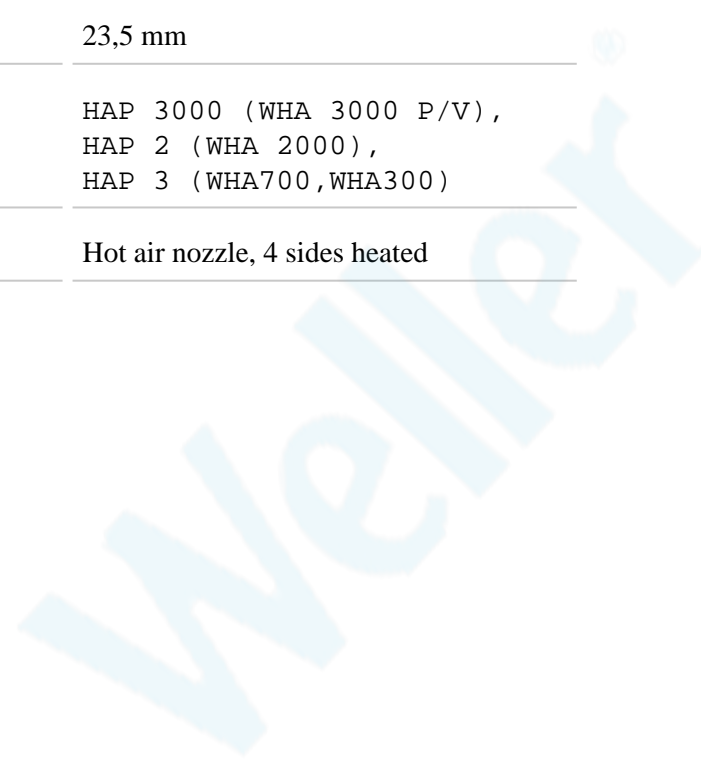 23,5 mm
HAP 3000 (WHA 3000 P/V),
HAP 2 (WHA 2000),
HAP 3 (WHA700,WHA300)
Hot air nozzle, 4 sides heated
Weller